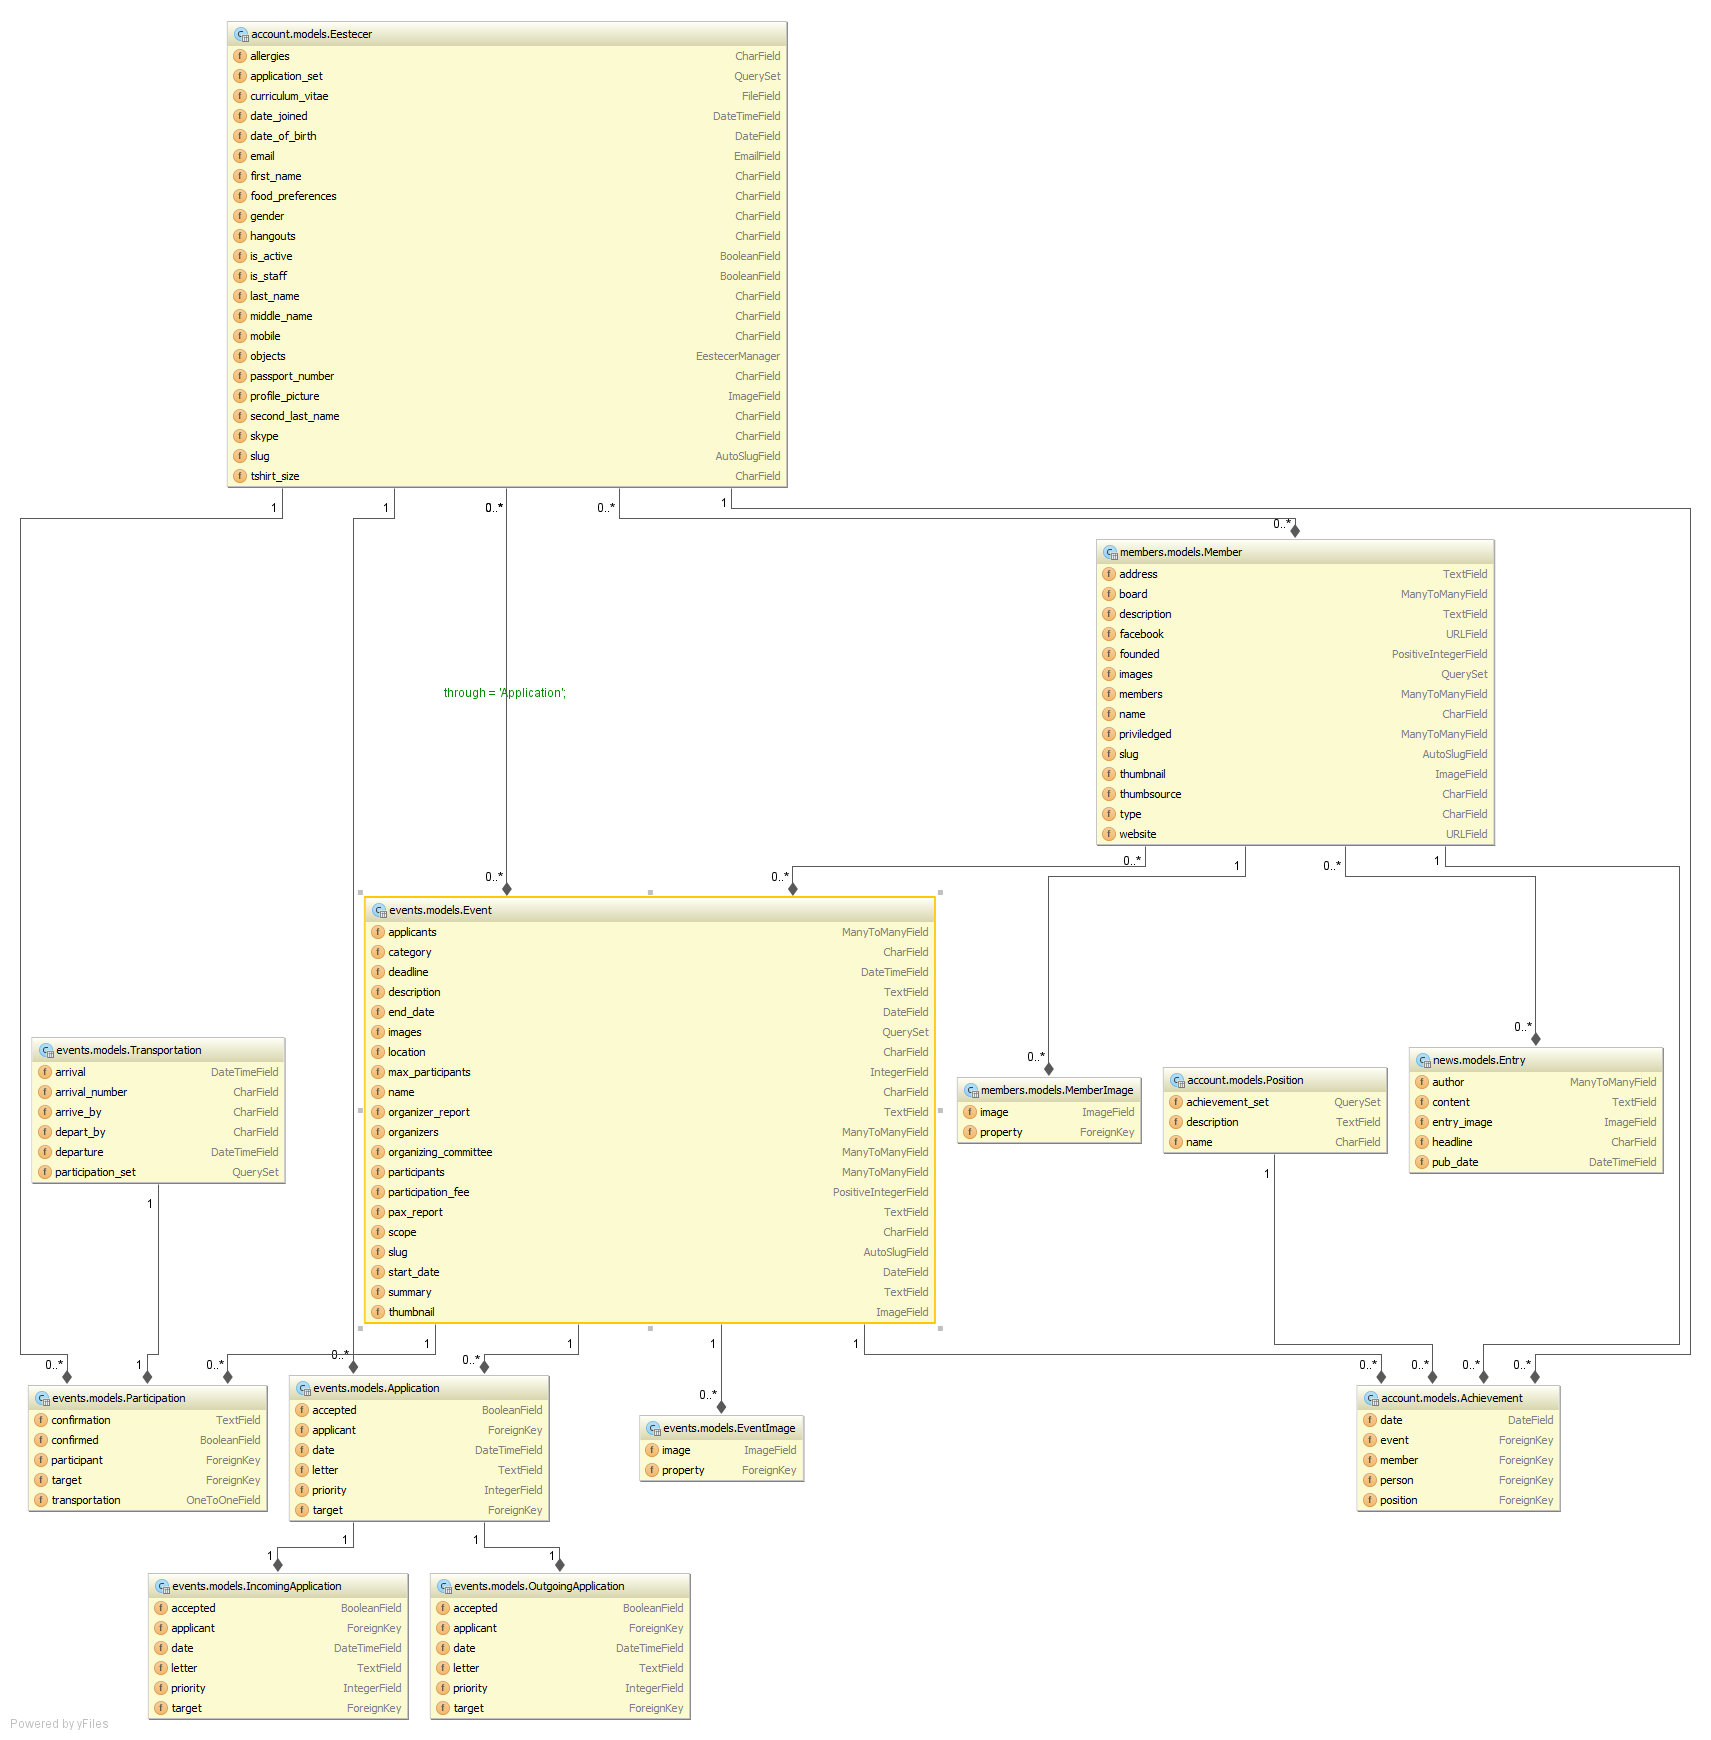 account.models.Eestecer
allergies CharField
application_set QuerySet
curriculum_vitae FileField
date_joined DateTimeField
date_of_birth DateField
email EmailField
first_name CharField
food_preferences CharField
gender CharField
hangouts CharField
is_active BooleanField
is_staff BooleanField
last_name CharField
middle_name CharField
mobile CharField
objects EestecerManager
passport_number CharField
profile_picture ImageField
second_last_name CharField
skype CharField
slug AutoSlugField
tshirt_size CharField
1 1 0..* 0..* 1
0..*
members.models.Member
address TextField
board ManyToManyField
description TextField
facebook URLField
founded PositiveIntegerField
images QuerySet
members ManyToManyField
name CharField
priviledged ManyToManyField
slug AutoSlugField
thumbnail ImageField
thumbsource CharField
type CharField
website URLField
through = 'Application';
0..* 1 0..* 1
0..* 0..*
events.models.Event
applicants ManyToManyField
category CharField
deadline DateTimeField
description TextField
end_date DateField
images QuerySet
location CharField
max_participants IntegerField
name CharField
organizer_report TextField
organizers ManyToManyField
organizing_committee ManyToManyField
participants ManyToManyField
participation_fee PositiveIntegerField
pax_report TextField
scope CharField
slug AutoSlugField
start_date DateField
summary TextField
thumbnail ImageField
events.models.Transportation
arrival DateTimeField
arrival_number CharField
arrive_by CharField
depart_by CharField
departure DateTimeField
participation_set QuerySet
1
0..*
members.models.MemberImage
image ImageField
property ForeignKey
account.models.Position
achievement_set QuerySet
description TextField
name CharField
1
0..*
news.models.Entry
author ManyToManyField
content TextField
entry_image ImageField
headline CharField
pub_date DateTimeField
1 1 1 1
0..* 1 0..* 0..* 0..* 0..* 0..* 0..* 0..*
events.models.Participation
confirmation TextField
confirmed BooleanField
participant ForeignKey
target ForeignKey
transportation OneToOneField
events.models.Application
accepted BooleanField
applicant ForeignKey
date DateTimeField
letter TextField
priority IntegerField
target ForeignKey
0..*
events.models.EventImage
image ImageField
property ForeignKey
account.models.Achievement
date DateField
event ForeignKey
member ForeignKey
person ForeignKey
position ForeignKey
1 1
1 1
events.models.IncomingApplication
accepted BooleanField
applicant ForeignKey
date DateTimeField
letter TextField
priority IntegerField
target ForeignKey
events.models.OutgoingApplication
accepted BooleanField
applicant ForeignKey
date DateTimeField
letter TextField
priority IntegerField
target ForeignKey
Powered by yFiles